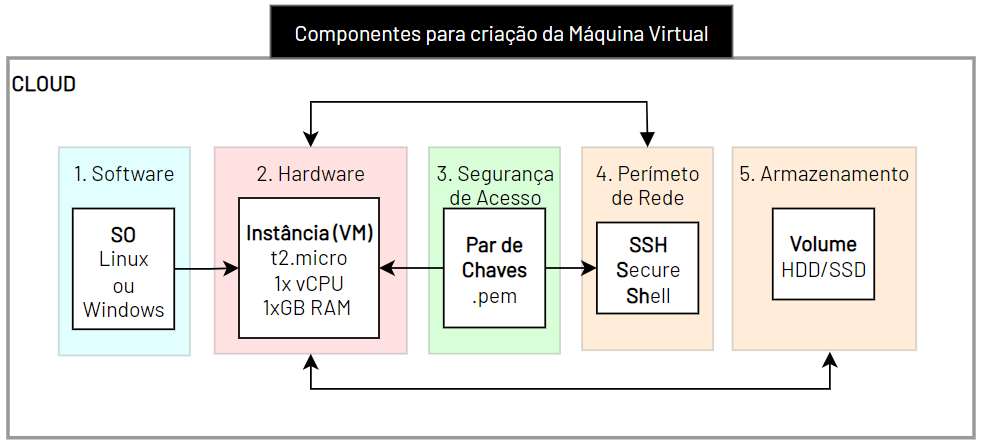 Componentes para criação da Máquina Virtual
CLOUD
1. Software
SO
Linux
ou
Windows
2. Hardware
Instância (VM)
t2.micro
1x vCPU
1xGB RAM
3. Segurança
de Acesso
Par de
Chaves
.pem
4. Perímeto
de Rede
SSH
Secure
Shell
5. Armazenamento
Volume
HDD/SSD